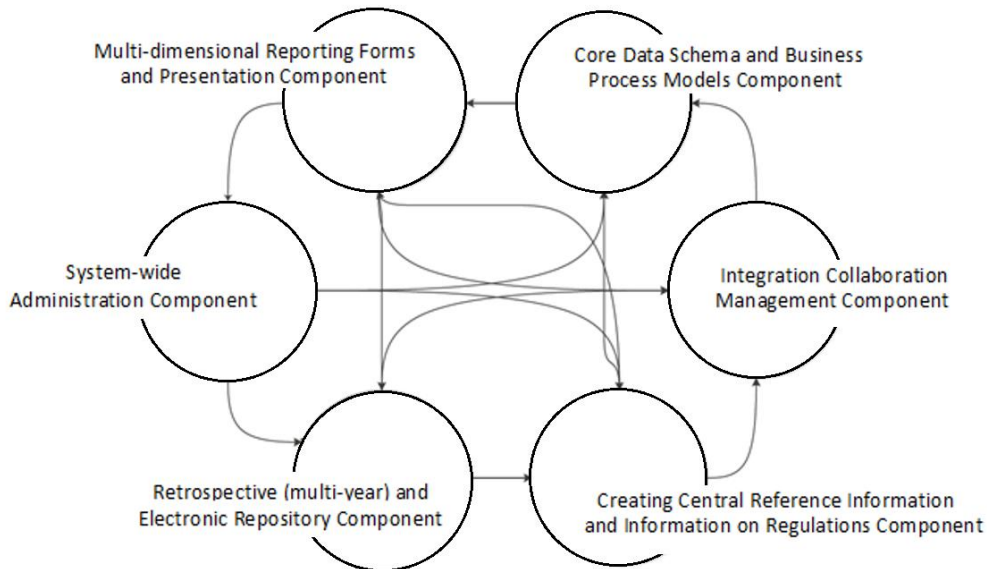 Multi-dimensional Reporting Forms
and Presentation Component
Core Data Schema and Business
Process Models Component
System-wide
Administration Component
Integration Collaboration
Management Component
Retrospective (multi-year) and
Electronic Repository Component
Creating Central Reference Information
and Information on Regulations Component